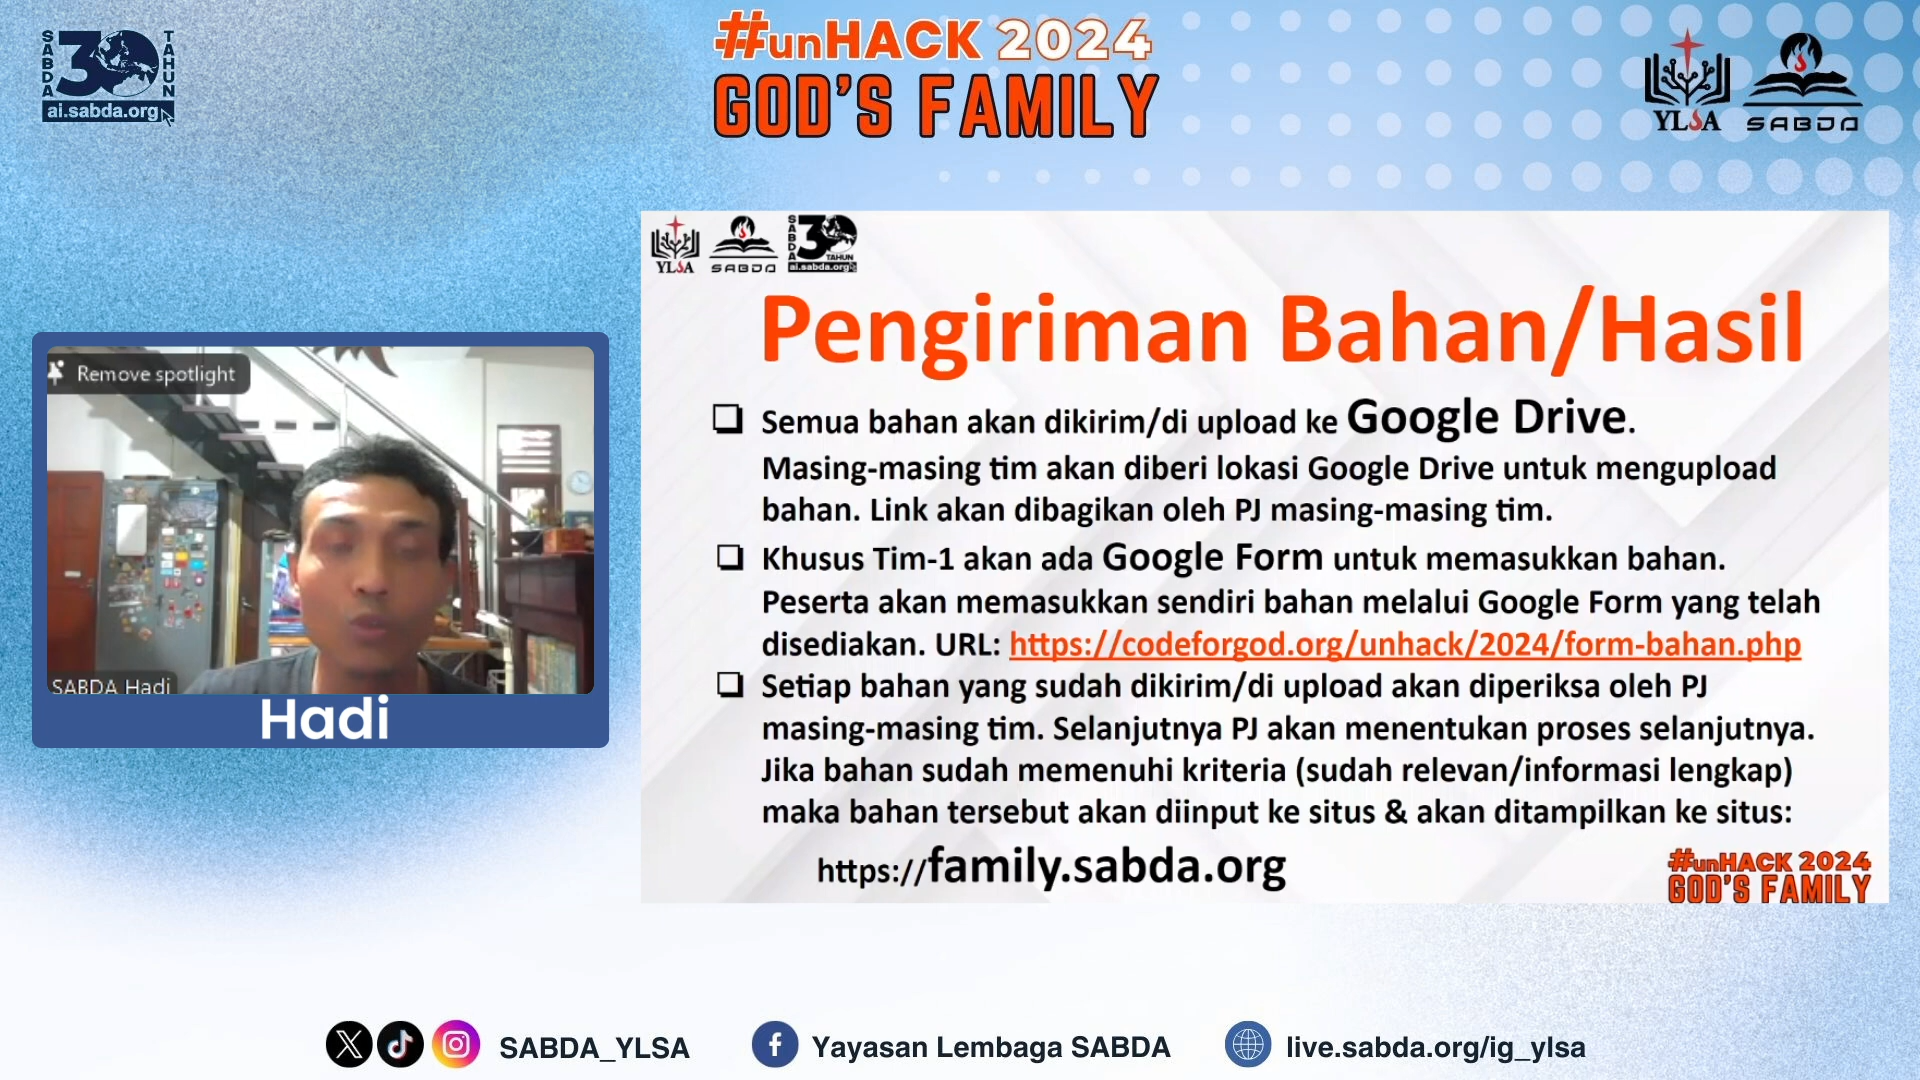 SABDA 30 TAHUN
ai.sabda.org
#unHACK 2024
GOD'S FAMILY
YLSA
SABDA
YLSA
SABDA
SABDA 30 TAHUN
ai.sabda.org
Pengiriman Bahan/Hasil
❑ Semua bahan akan dikirim/di upload ke Google Drive.
Masing-masing tim akan diberi lokasi Google Drive untuk mengupload
bahan. Link akan dibagikan oleh PJ masing-masing tim.
❑ Khusus Tim-1 akan ada Google Form untuk memasukkan bahan.
Peserta akan memasukkan sendiri bahan melalui Google Form yang telah
disediakan. URL: https://codeforgod.org/unhack/2024/form-bahan.php
❑ Setiap bahan yang sudah dikirim/di upload akan diperiksa oleh PJ
masing-masing tim. Selanjutnya PJ akan menentukan proses selanjutnya.
Jika bahan sudah memenuhi kriteria (sudah relevan/informasi lengkap)
maka bahan tersebut akan diinput ke situs & akan ditampilkan ke situs:
https://family.sabda.org
#unHACK 2024
GOD'S FAMILY
Remove spotlight
SABDA Hadi
Hadi
SABDA_YLSA
Yayasan Lembaga SABDA
live.sabda.org/ig_ylsa